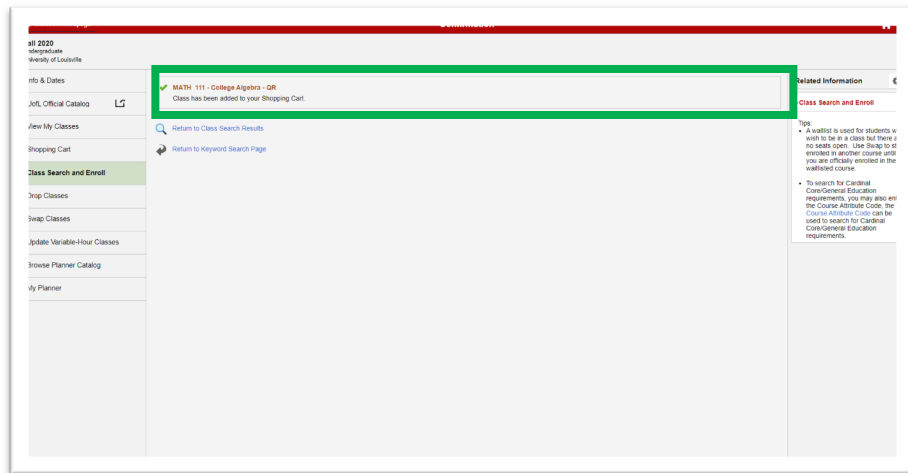 Confirmation
all 2020
ndergraduate
niversity of Louisville
nfo & Dates
UofL Official Catalog
View My Classes
Shopping Cart
Class Search and Enroll
Drop Classes
Swap Classes
Update Variable-Hour Classes
Browse Planner Catalog
My Planner
MATH 111 - College Algebra - QR
Class has been added to your Shopping Cart.
Return to Class Search Results
Return to Keyword Search Page
Related Information
Class Search and Enroll
Tips:
• A waitlist is used for students w
wish to be in a class but there a
no seats open. Use Swap to st
enrolled in another course until
you are officially enrolled in the
waitlisted course.
• To search for Cardinal
Core/General Education
requirements, you may also ent
the Course Attribute Code, the
Course Attribute Code can be
used to search for Cardinal
Core/General Education
requirements.